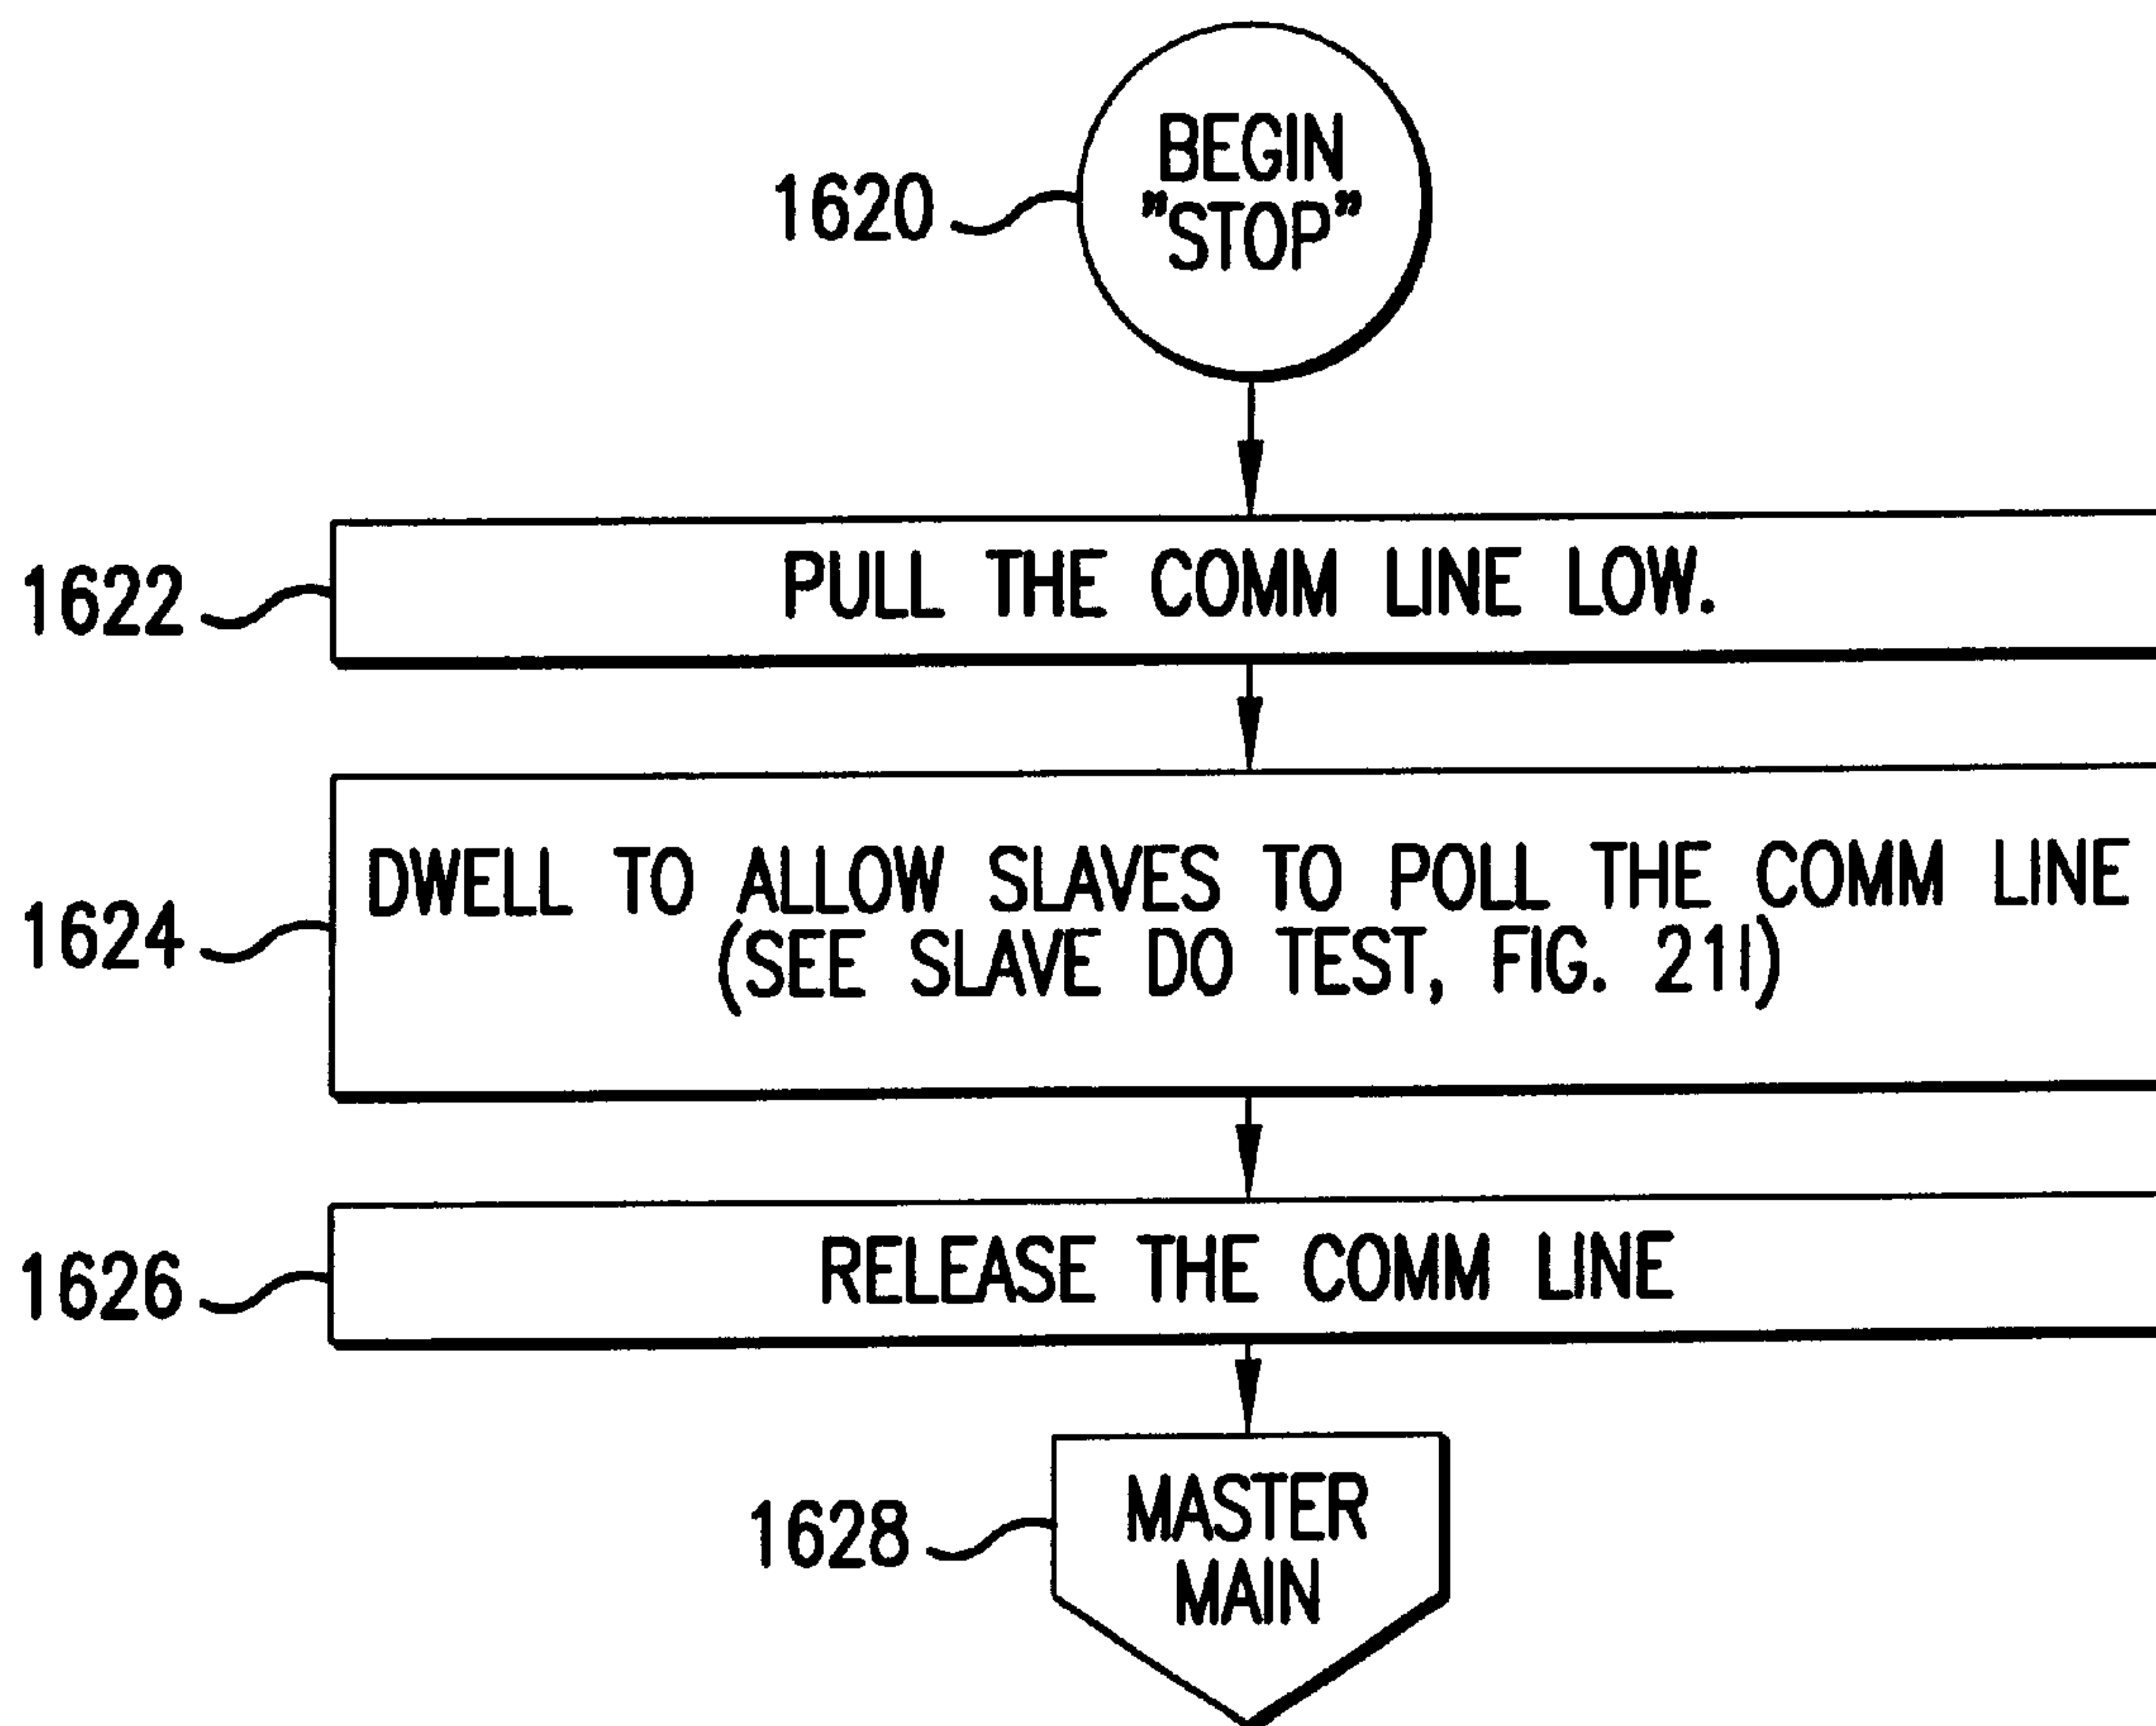 BEGIN
"STOP"
1620
PULL THE COMM LINE LOW.
1622
DWELL TO ALLOW SLAVES TO POLL THE COMM LINE
(SEE SLAVE DO TEST, FIG. 21I)
1624
RELEASE THE COMM LINE
1626
MASTER
MAIN
1628